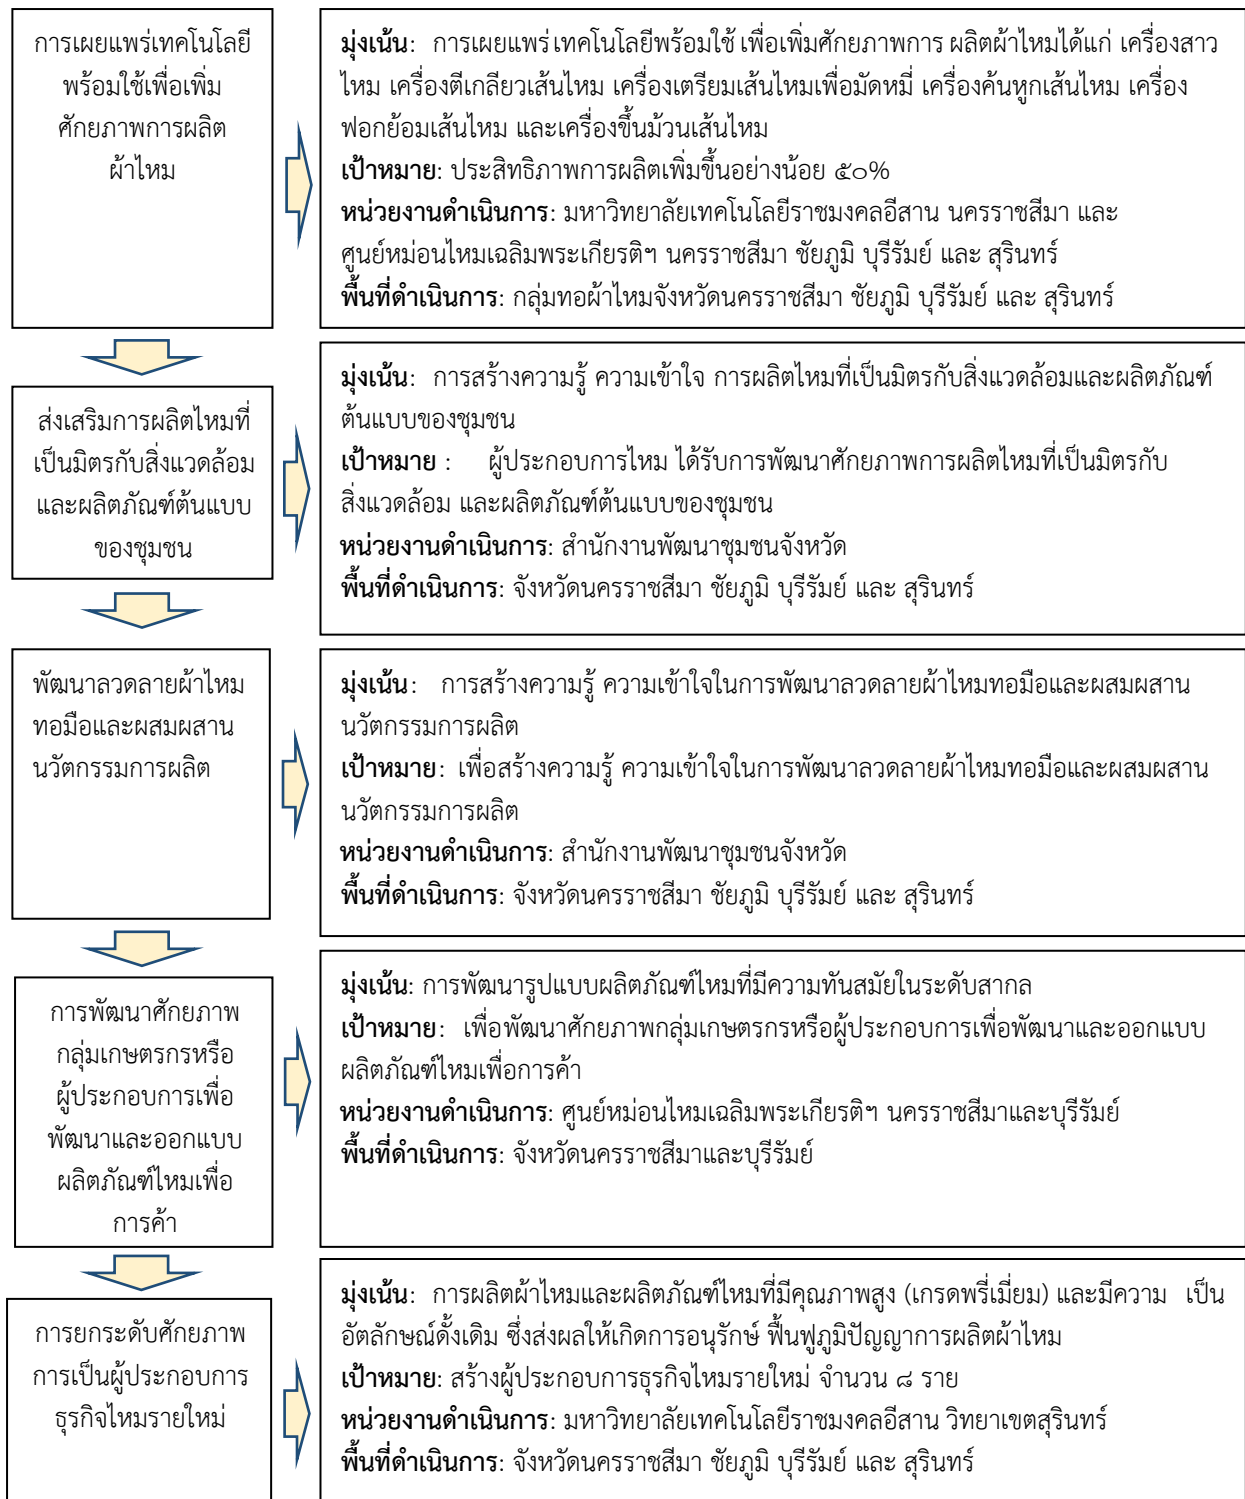 การเผยแพร่เทคโนโลยี
พร้อมใช้เพื่อเพิ่ม
ศักยภาพการผลิต
ผ้าไหม
มุ่งเน้น: การเผยแพร่เทคโนโลยีพร้อมใช้ เพื่อเพิ่มศักยภาพการ ผลิตผ้าไหมได้แก่ เครื่องสาว
ไหม เครื่องตีเกลียวเส้นไหม เครื่องเตรียมเส้นไหมเพื่อมัดหมี่ เครื่องค้นหูกเส้นไหม เครื่อง
ฟอกย้อมเส้นไหม และเครื่องขึ้นม้วนเส้นไหม
เป้าหมาย: ประสิทธิภาพการผลิตเพิ่มขึ้นอย่างน้อย ๕๐%
หน่วยงานดำเนินการ: มหาวิทยาลัยเทคโนโลยีราชมงคลอีสาน นครราชสีมา และ
ศูนย์หม่อนไหมเฉลิมพระเกียรติฯ นครราชสีมา ชัยภูมิ บุรีรัมย์ และ สุรินทร์
พื้นที่ดำเนินการ: กลุ่มทอผ้าไหมจังหวัดนครราชสีมา ชัยภูมิ บุรีรัมย์ และ สุรินทร์
ส่งเสริมการผลิตไหมที่
เป็นมิตรกับสิ่งแวดล้อม
และผลิตภัณฑ์ต้นแบบ
ของชุมชน
มุ่งเน้น: การสร้างความรู้ ความเข้าใจ การผลิตไหมที่เป็นมิตรกับสิ่งแวดล้อมและผลิตภัณฑ์
ต้นแบบของชุมชน
เป้าหมาย : ผู้ประกอบการไหม ได้รับการพัฒนาศักยภาพการผลิตไหมที่เป็นมิตรกับ
สิ่งแวดล้อม และผลิตภัณฑ์ต้นแบบของชุมชน
หน่วยงานดำเนินการ: สำนักงานพัฒนาชุมชนจังหวัด
พื้นที่ดำเนินการ: จังหวัดนครราชสีมา ชัยภูมิ บุรีรัมย์ และ สุรินทร์
พัฒนาลวดลายผ้าไหม
ทอมือและผสมผสาน
นวัตกรรมการผลิต
มุ่งเน้น: การสร้างความรู้ ความเข้าใจในการพัฒนาลวดลายผ้าไหมทอมือและผสมผสาน
นวัตกรรมการผลิต
เป้าหมาย: เพื่อสร้างความรู้ ความเข้าใจในการพัฒนาลวดลายผ้าไหมทอมือและผสมผสาน
นวัตกรรมการผลิต
หน่วยงานดำเนินการ: สำนักงานพัฒนาชุมชนจังหวัด
พื้นที่ดำเนินการ: จังหวัดนครราชสีมา ชัยภูมิ บุรีรัมย์ และ สุรินทร์
การพัฒนาศักยภาพ
กลุ่มเกษตรกรหรือ
ผู้ประกอบการเพื่อ
พัฒนาและออกแบบ
ผลิตภัณฑ์ไหมเพื่อ
การค้า
มุ่งเน้น: การพัฒนารูปแบบผลิตภัณฑ์ไหมที่มีความทันสมัยในระดับสากล
เป้าหมาย: เพื่อพัฒนาศักยภาพกลุ่มเกษตรกรหรือผู้ประกอบการเพื่อพัฒนาและออกแบบ
ผลิตภัณฑ์ไหมเพื่อการค้า
หน่วยงานดำเนินการ: ศูนย์หม่อนไหมเฉลิมพระเกียรติฯ นครราชสีมาและบุรีรัมย์
พื้นที่ดำเนินการ: จังหวัดนครราชสีมาและบุรีรัมย์
การยกระดับศักยภาพ
การเป็นผู้ประกอบการ
ธุรกิจไหมรายใหม่
มุ่งเน้น: การผลิตผ้าไหมและผลิตภัณฑ์ไหมที่มีคุณภาพสูง (เกรดพรี่เมี่ยม) และมีความ เป็น
อัตลักษณ์ดั้งเดิม ซึ่งส่งผลให้เกิดการอนุรักษ์ ฟื้นฟูภูมิปัญญาการผลิตผ้าไหม
เป้าหมาย: สร้างผู้ประกอบการธุรกิจไหมรายใหม่ จำนวน ๘ ราย
หน่วยงานดำเนินการ: มหาวิทยาลัยเทคโนโลยีราชมงคลอีสาน วิทยาเขตสุรินทร์
พื้นที่ดำเนินการ: จังหวัดนครราชสีมา ชัยภูมิ บุรีรัมย์ และ สุรินทร์